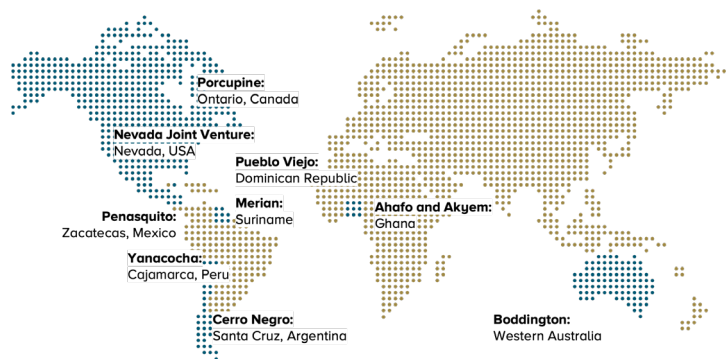 Porcupine:
Ontario, Canada
Nevada Joint Venture:
Nevada, USA
Pueblo Viejo:
Dominican Republic
Merian:
Suriname
Ahafo and Akyem:
Ghana
Penasquito:
Zacatecas, Mexico
Yanacocha:
Cajamarca, Peru
Cerro Negro:
Santa Cruz, Argentina
Boddington:
Western Australia